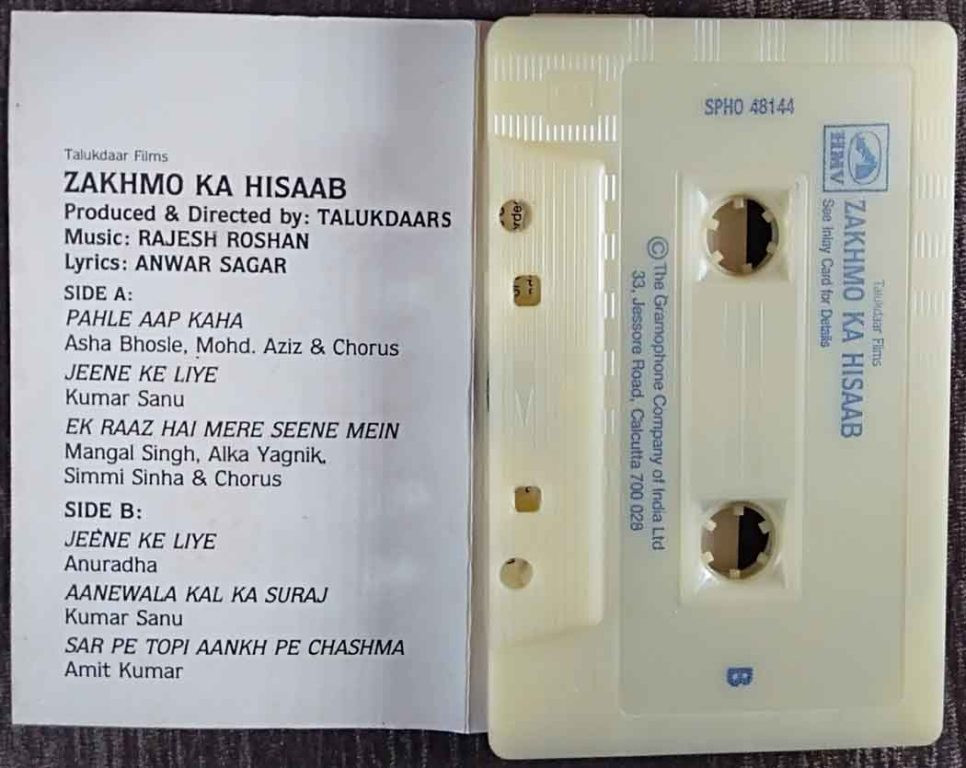 Talukdaar Films
ZAKHMO KA HISAAB
Produced & Directed by: TALUKDAARS
Music: RAJESH ROSHAN
Lyrics: ANWAR SAGAR
SIDE A:
PAHLE AAP KAHA
Asha Bhosle, Mohd. Aziz & Chorus
JEENE KE LIYE
Kumar Sanu
EK RAAZ HAI MERE SEENE MEIN
Mangal Singh, Alka Yagnik,
Simmi Sinha & Chorus
SIDE B:
JEENE KE LIYE
Anuradha
AANEWALA KAL KA SURAJ
Kumar Sanu
SAR PE TOPI AANKH PE CHASHMA
Amit Kumar
SPHO 48144
HMV
Talukdaar Films
ZAKHMO KA HISAAB
See Inlay Card for Details
© The Gramophone Company of India Ltd
33, Jessore Road, Calcutta 700 028
B